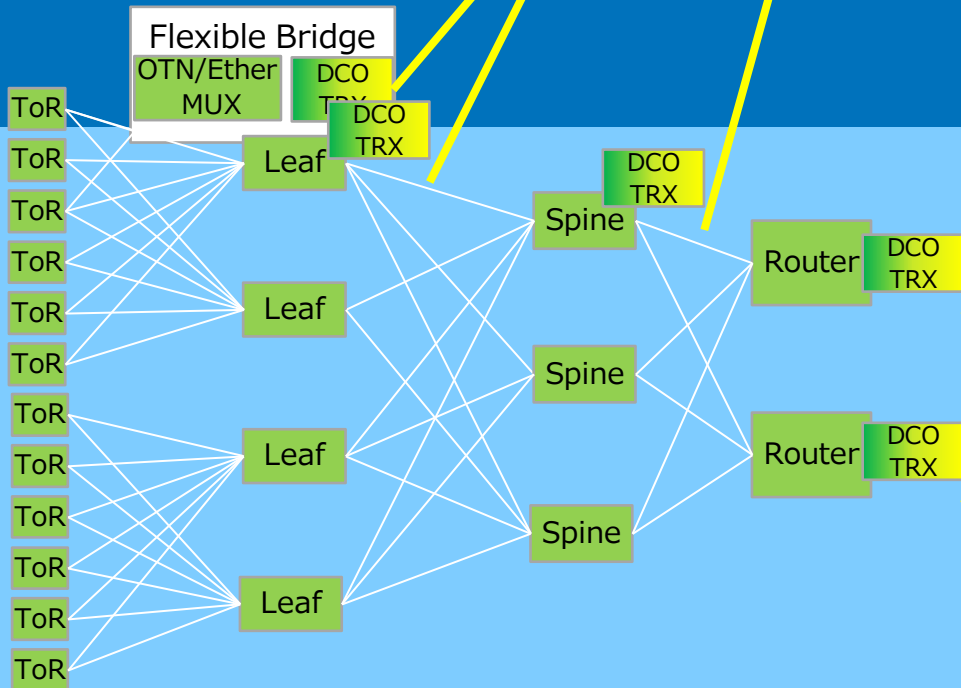 Flexible Bridge
OTN/Ether
MUX
DCO
TRX
DCO
TRX
ToR
ToR
ToR
ToR
ToR
ToR
ToR
ToR
ToR
ToR
ToR
ToR
Leaf
Leaf
Leaf
Leaf
DCO
TRX
Spine
Spine
Spine
Router
DCO
TRX
Router
DCO
TRX